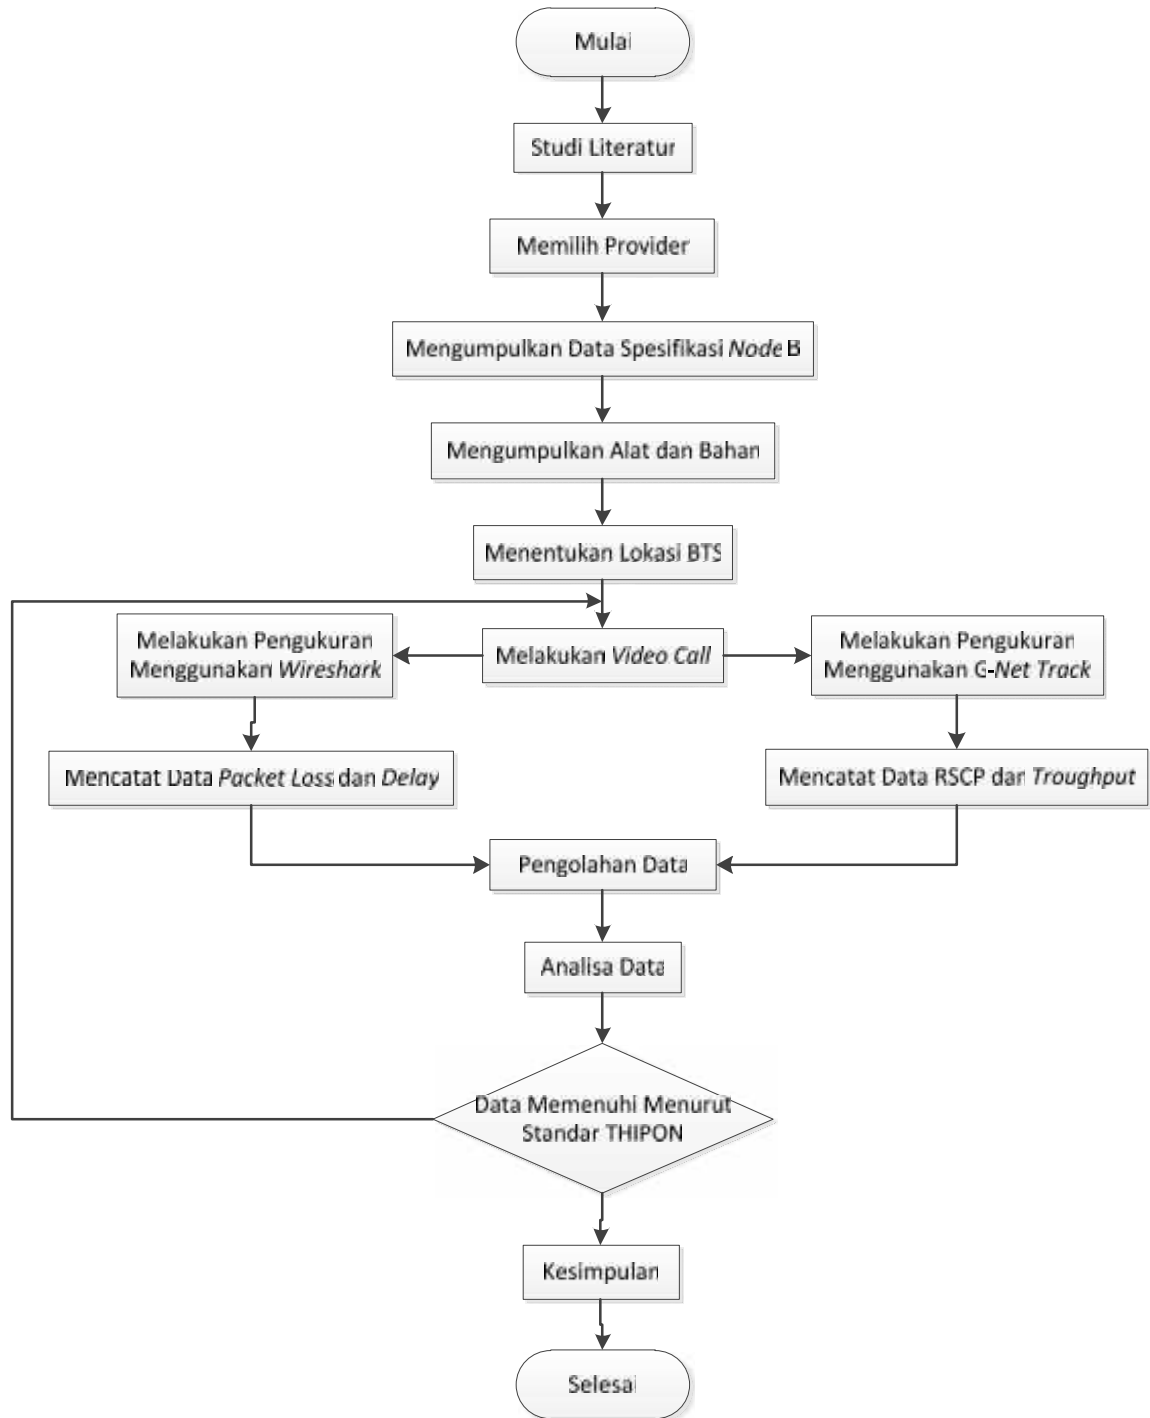 Mulai
Studi Literatur
Memilih Provider
Mengumpulkan Data Spesifikasi Node B
Mengumpulkan Alat dan Bahan
Menentukan Lokasi BTS
Melakukan Pengukuran
Menggunakan Wireshark
Melakukan Video Call
Melakukan Pengukuran
Menggunakan G-Net Track
Mencatat Data Packet Loss dan Delay
Mencatat Data RSCP dan Troughput
Pengolahan Data
Analisa Data
Data Memenuhi Menurut
Standar THIPON
Kesimpulan
Selesai